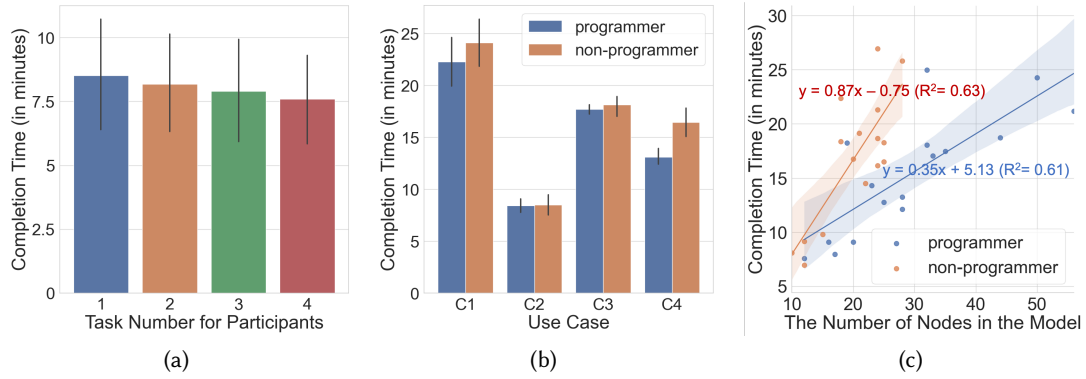 Completion Time (in minutes)
10
7.5
5
2.5
0
1 2 3 4
Task Number for Participants
(a)
Completion Time (in minutes)
25
20
15
10
5
0
programmer
non-programmer
C1 C2 C3 C4
Use Case
(b)
Completion Time (in minutes)
30
25
20
15
10
5
y = 0.87x – 0.75 (R²= 0.63)
y = 0.35x + 5.13 (R²= 0.61)
programmer
non-programmer
10 20 30 40 50
The Number of Nodes in the Model
(c)